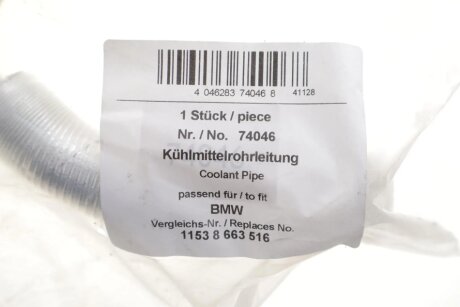 4 046283 74046 8 41128
1 Stück / piece
Nr. / No. 74046
Kühlmittelrohrleitung
Coolant Pipe
passend für / to fit
BMW
Vergleichs-Nr. / Replaces No.
1153 8 663 516